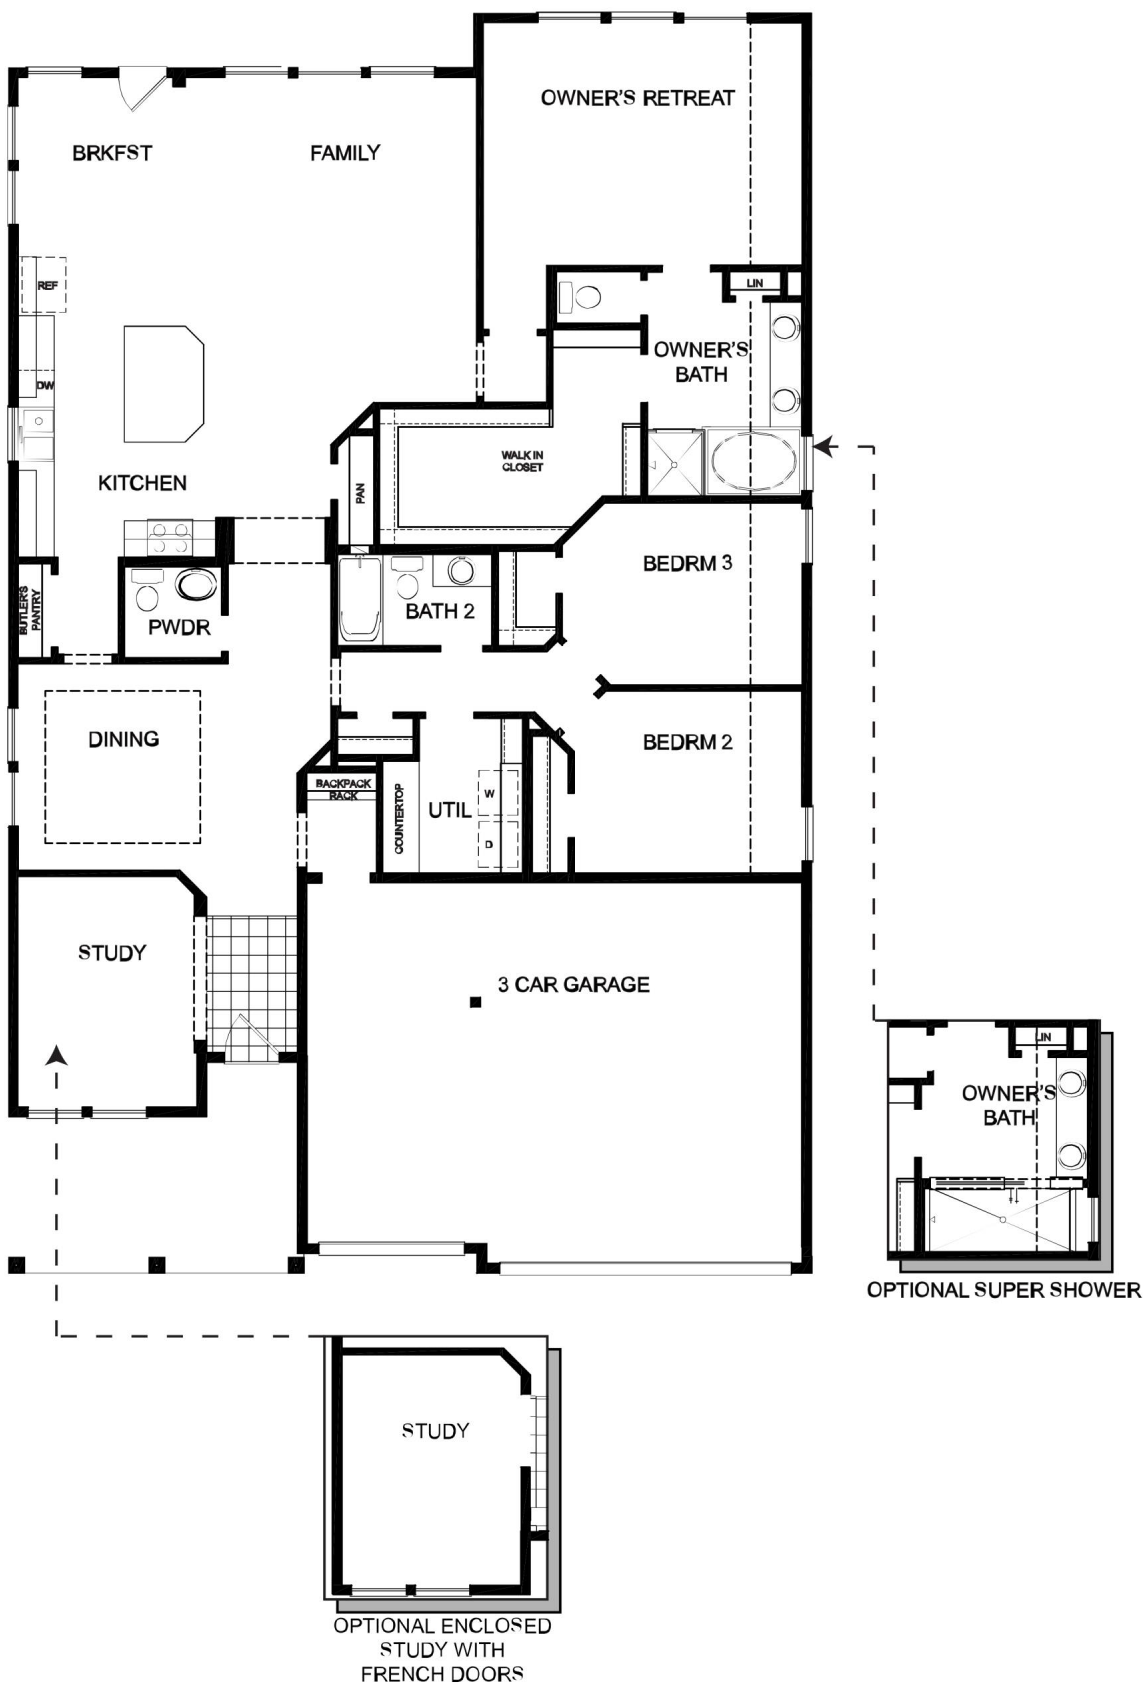 OWNER'S RETREAT
BRKFST
FAMILY
REF
LIN
OWNER'S
BATH
DW
WALK IN
CLOSET
KITCHEN
PAN
BEDRM 3
BUTLER'S
PANTRY
PWDR
BATH 2
DINING
BEDRM 2
BACKPACK
RACK
COUNTERTOP
UTIL
W
D
STUDY
3 CAR GARAGE
LIN
OWNER'S
BATH
OPTIONAL SUPER SHOWER
STUDY
OPTIONAL ENCLOSED
STUDY WITH
FRENCH DOORS